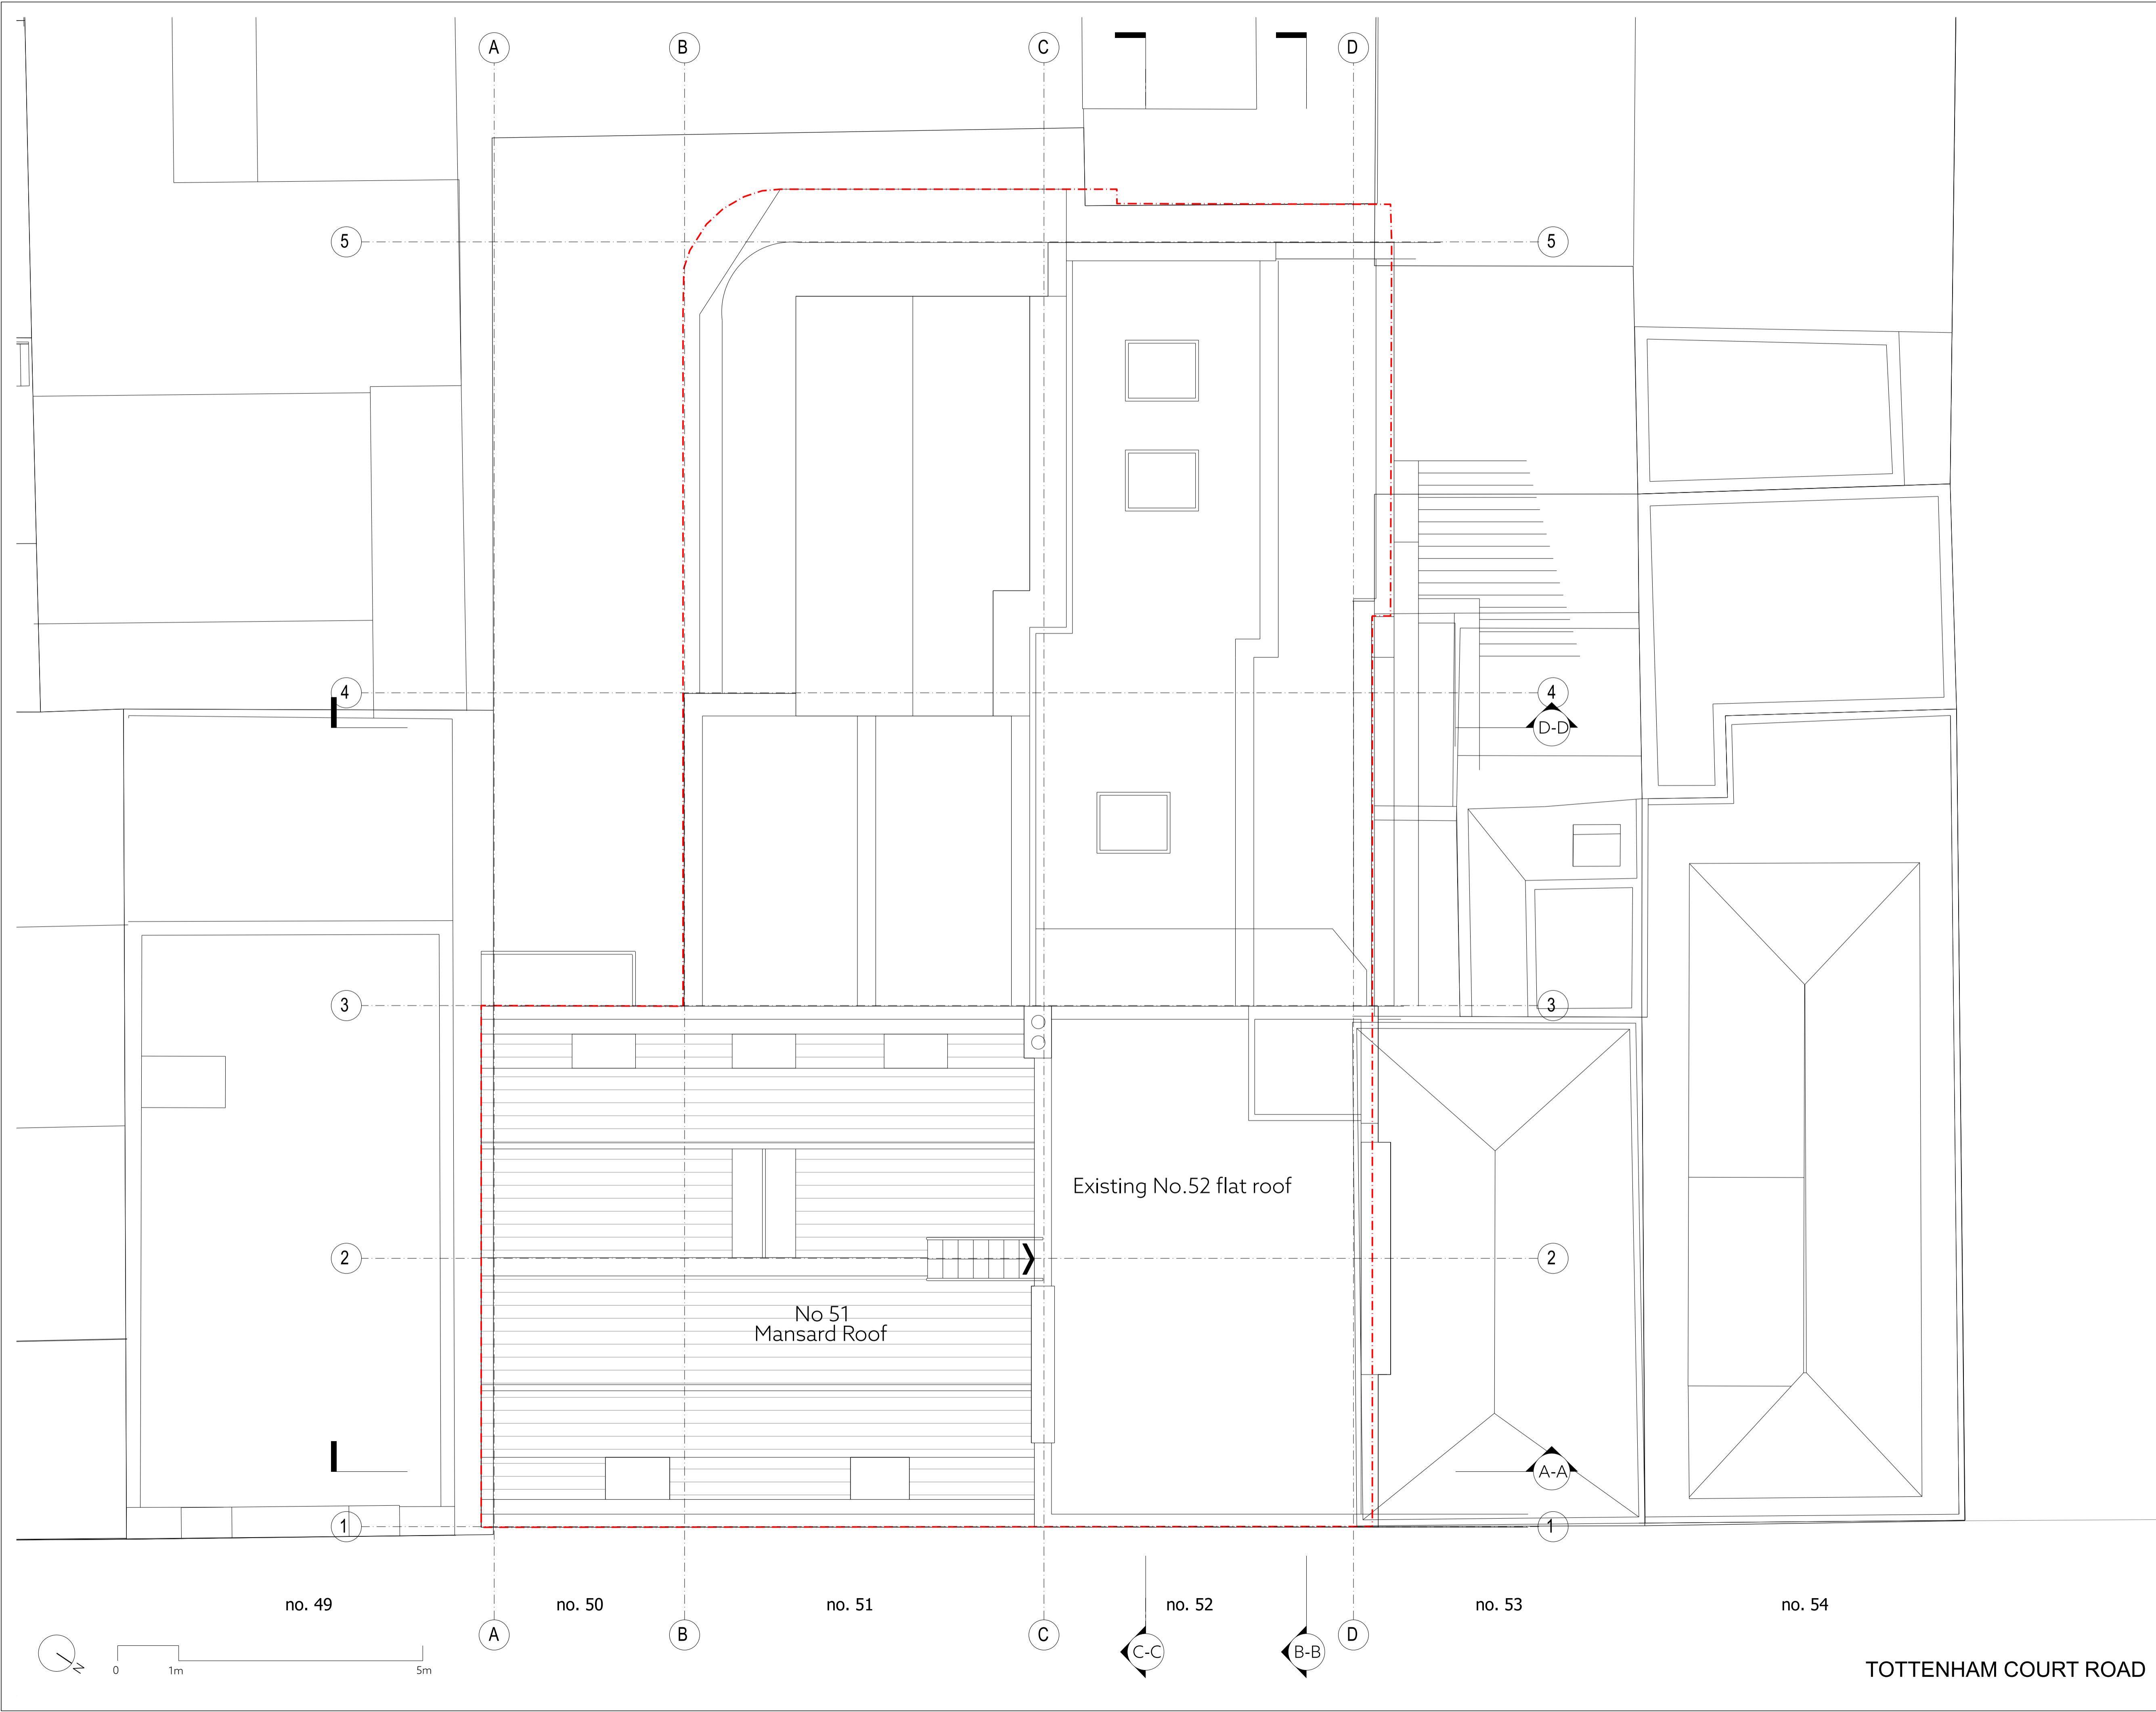 A B C D
5 5
4 4
D-D
3 3
Existing No.52 flat roof
2 2
No 51
Mansard Roof
A-A
1 1
no. 49 no. 50 no. 51 no. 52 no. 53 no. 54
A B C D
C-C B-B
N
0 1m 5m
TOTTENHAM COURT ROAD